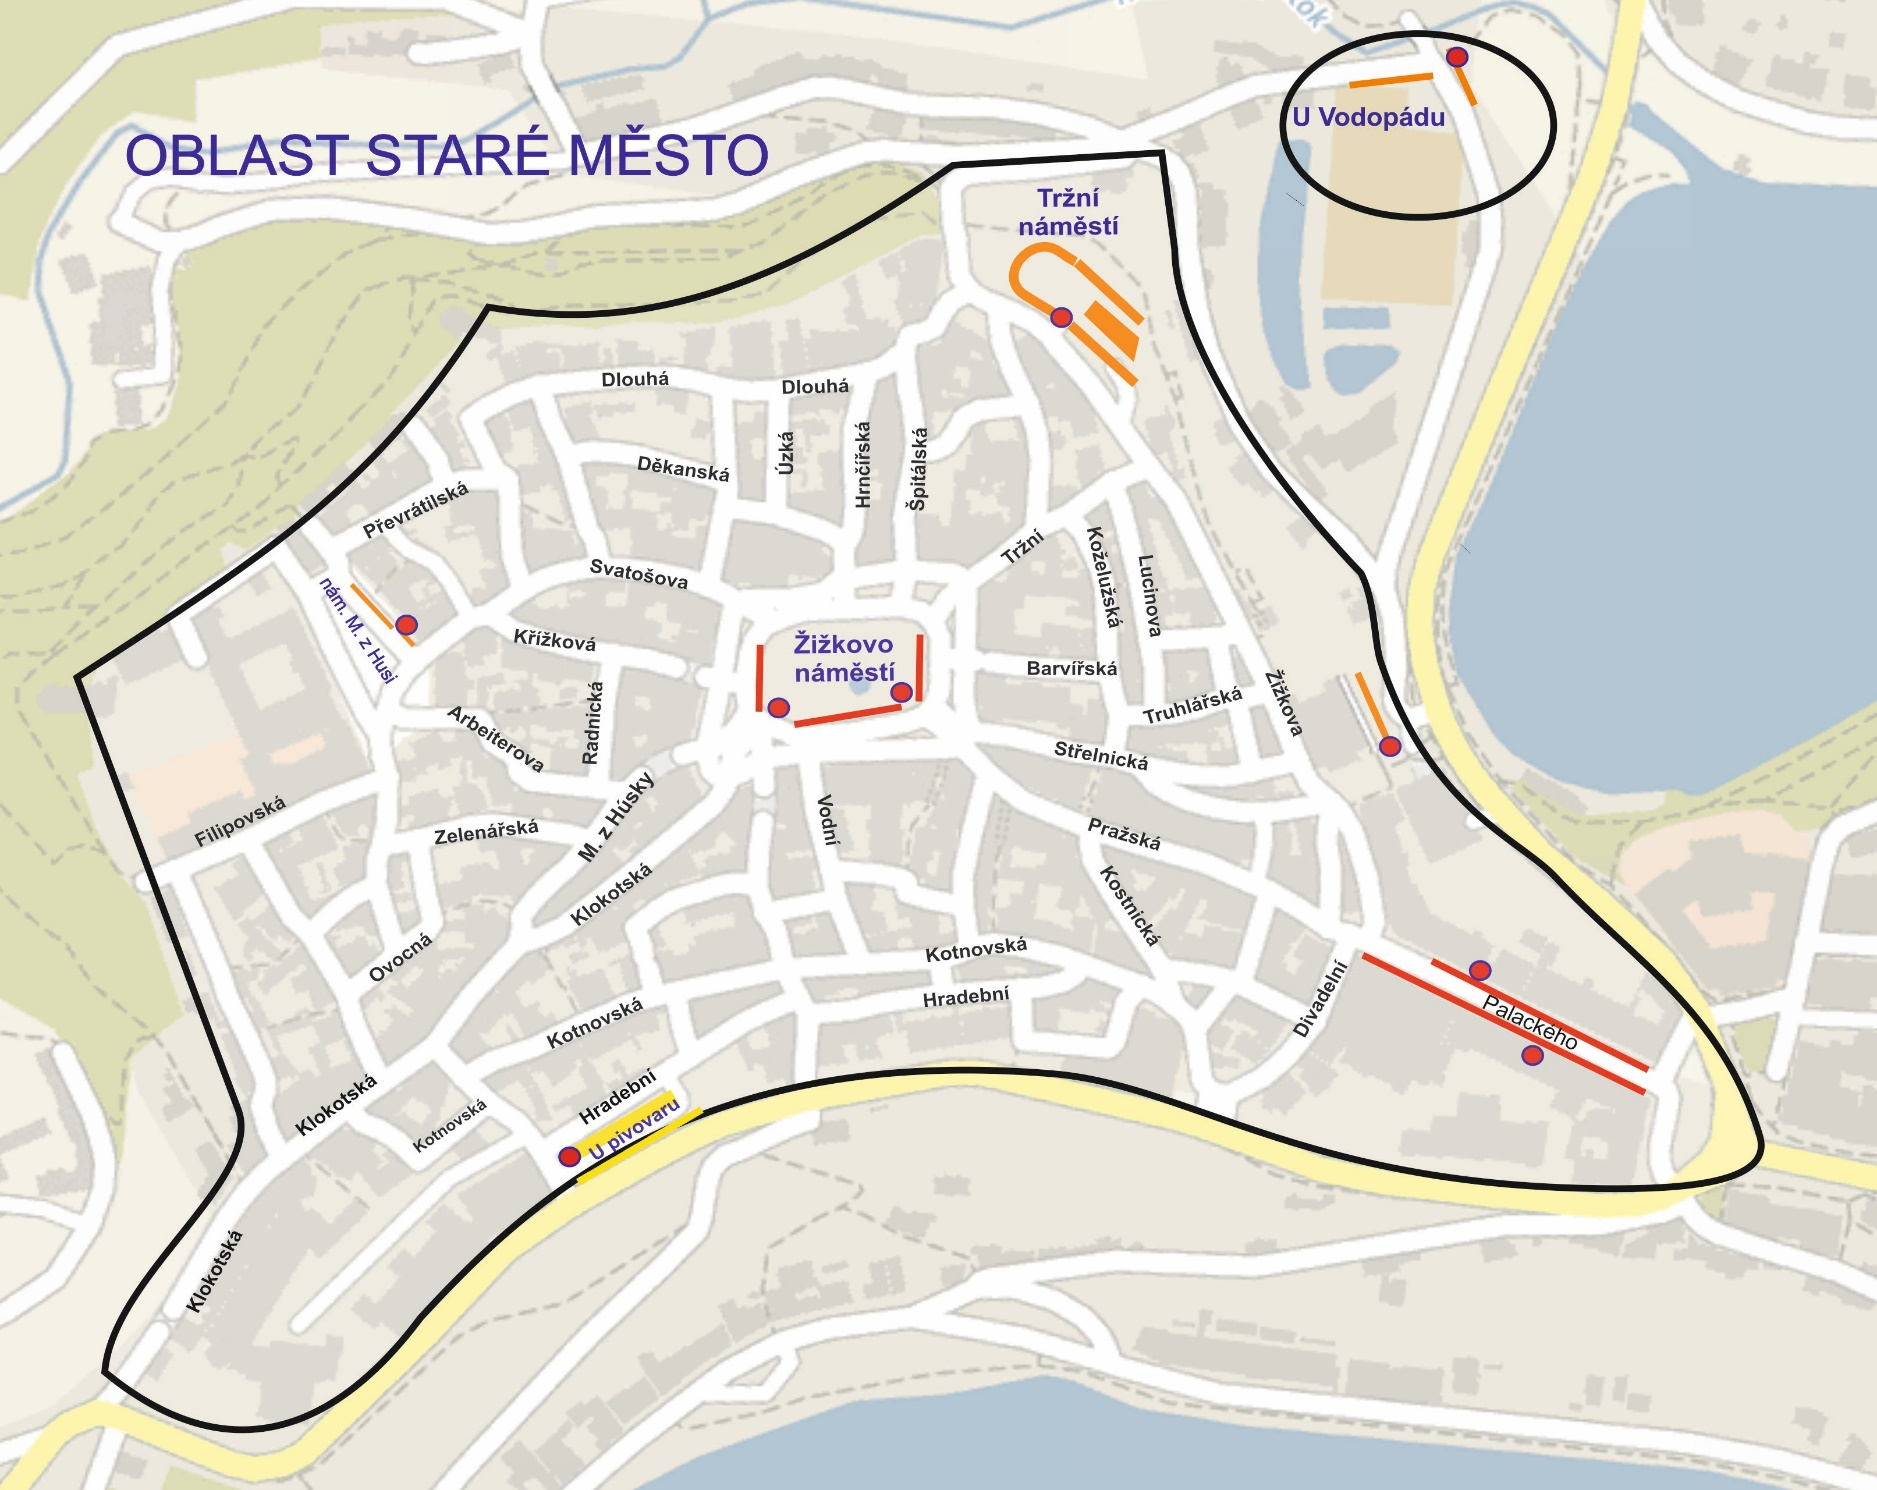 ok
OBLAST STARÉ MĚSTO
U Vodopádu
Tržní
náměstí
Dlouhá
Dlouhá
Děkanská
Úzká
Hrnčířská
Špitálská
Převrátilská
Svatošova
Tržní
Koželužská
Lucinova
nám. M. z Husi
Křížková
Žižkovo
náměstí
Barvířská
Radnická
Arbeiterova
Truhlářská
Žižkova
Střelnická
M. z Húsky
Filipovská
Zelenářská
Vodní
Pražská
Klokotská
Kostnická
Ovocná
Kotnovská
Hradební
Divadelní
Palackého
Kotnovská
Klokotská
Hradební
Kotnovská
U pivovaru
Klokotská